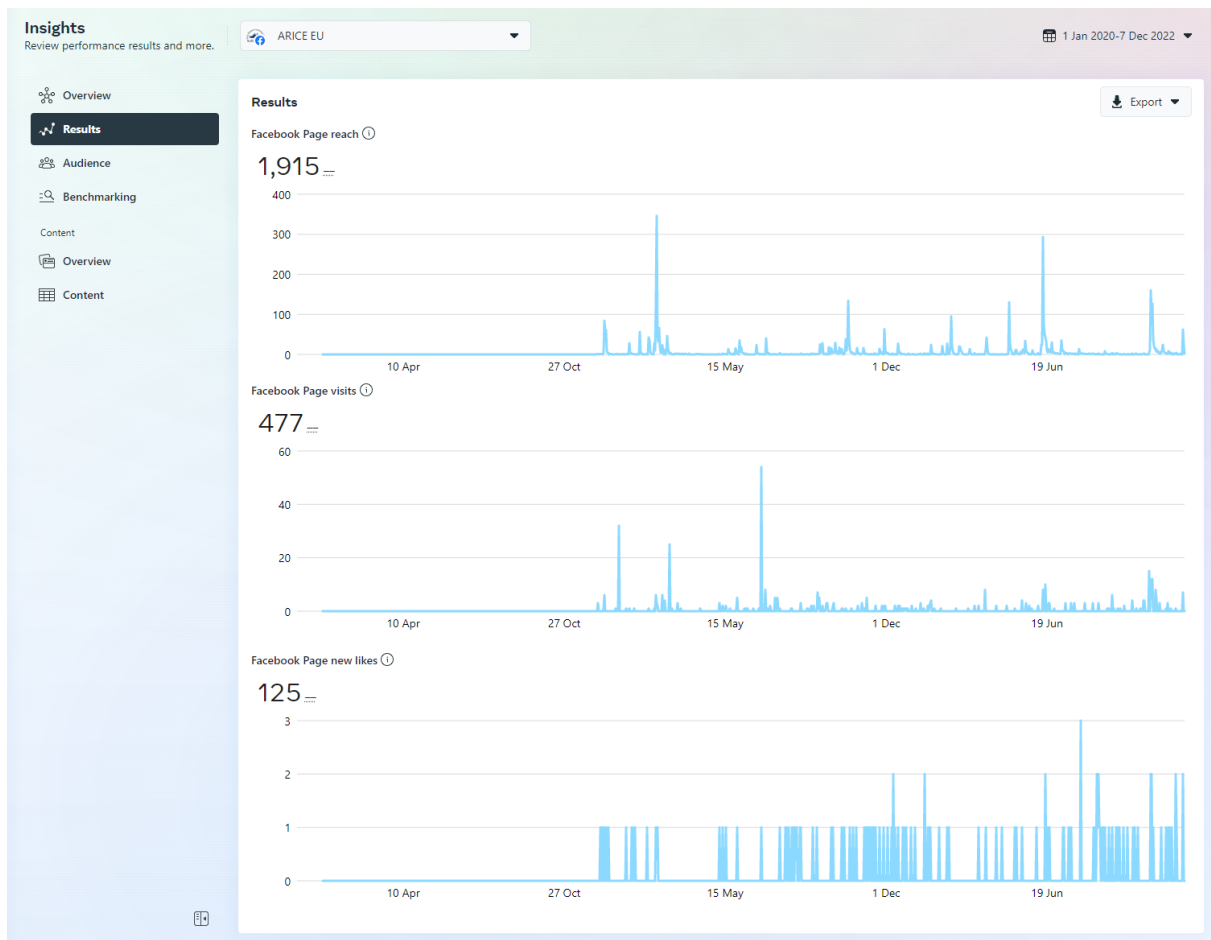 Insights
Review performance results and more.
ARICE EU
1 Jan 2020-7 Dec 2022
Overview
Results
Audience
Benchmarking
Content
Overview
Content
Results
Export
Facebook Page reach
1,915
400
300
200
100
0
10 Apr 27 Oct 15 May 1 Dec 19 Jun
Facebook Page visits
477
60
40
20
0
10 Apr 27 Oct 15 May 1 Dec 19 Jun
Facebook Page new likes
125
3
2
1
0
10 Apr 27 Oct 15 May 1 Dec 19 Jun